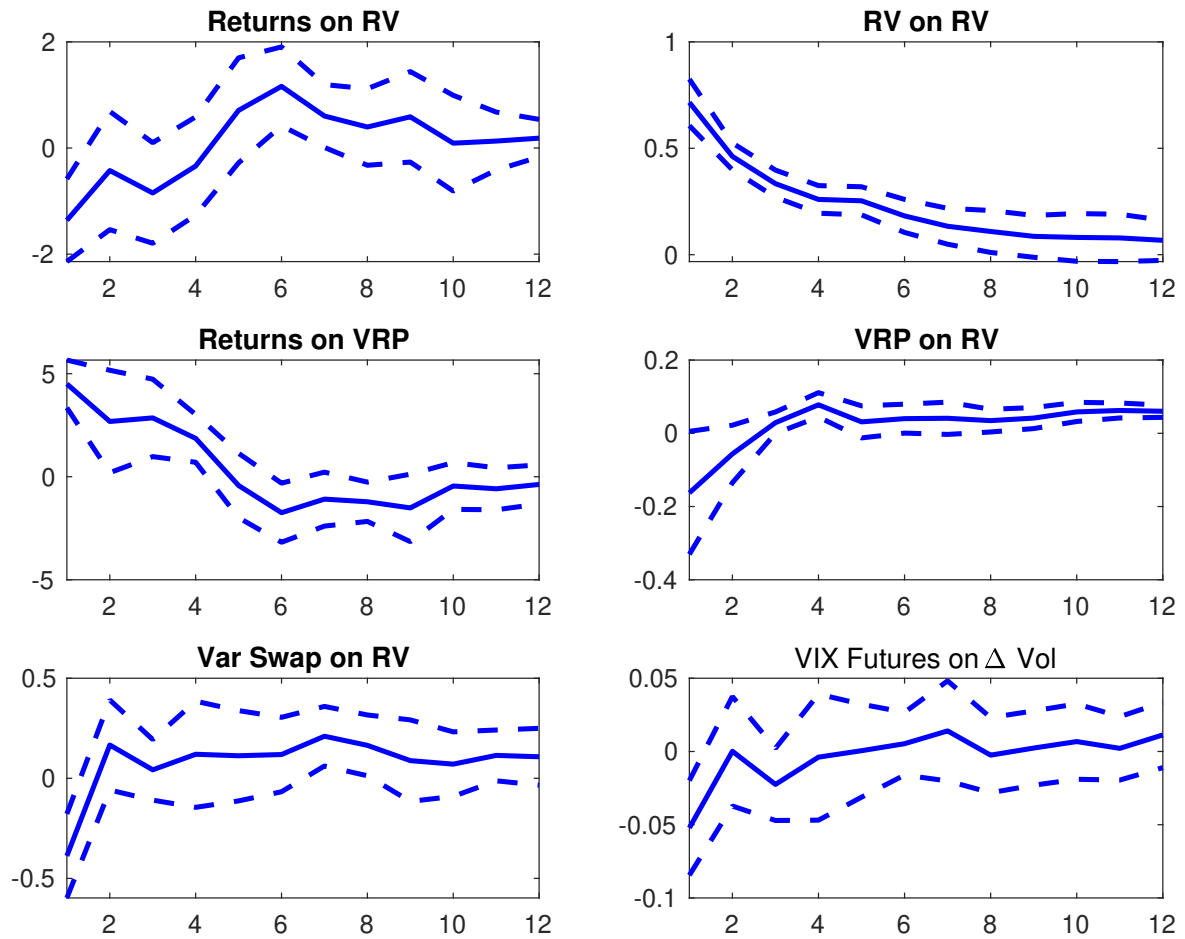 Returns on RV
2
0
-2
2 4 6 8 10 12
RV on RV
1
0.5
0
2 4 6 8 10 12
Returns on VRP
5
0
-5
2 4 6 8 10 12
VRP on RV
0.2
0
-0.2
-0.4
2 4 6 8 10 12
Var Swap on RV
0.5
0
-0.5
2 4 6 8 10 12
VIX Futures on Δ Vol
0.05
0
-0.05
-0.1
2 4 6 8 10 12